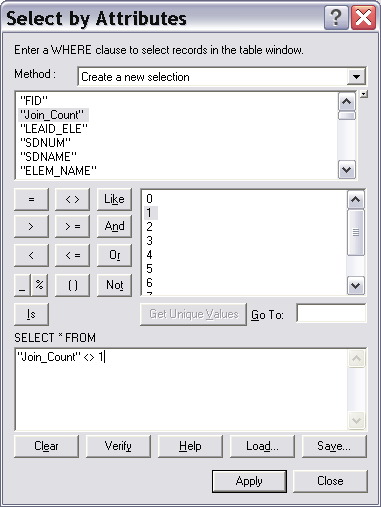 Select by Attributes
Enter a WHERE clause to select records in the table window.
Method : Create a new selection
"FID"
"Join_Count"
"LEAID_ELE"
"SDNUM"
"SDNAME"
"ELEM_NAME"
= < > Like
> > = And
< < = Or
_ % ( ) Not
Is
0
1
2
3
4
5
6
7
Get Unique Values Go To:
SELECT * FROM
"Join_Count" <> 1
Clear Verify Help Load... Save...
Apply Close